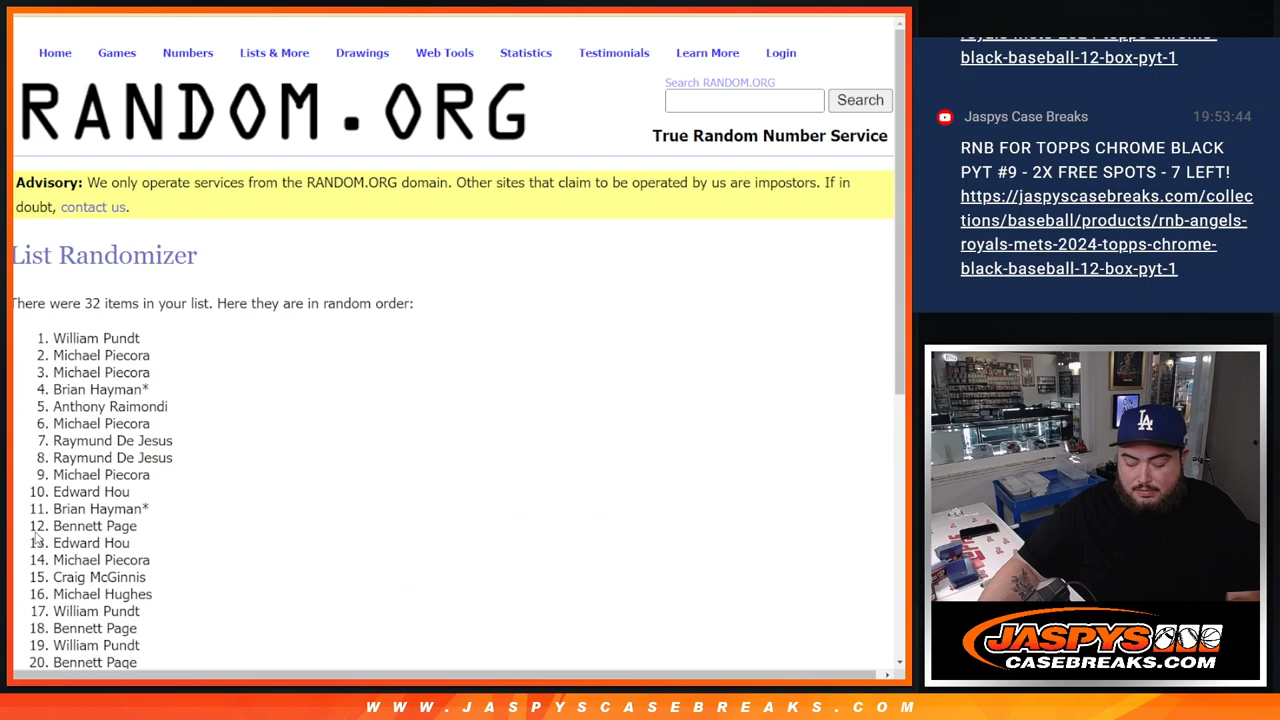 Home Games Numbers Lists & More Drawings Web Tools Statistics Testimonials Learn More Login
RANDOM.ORG
Search RANDOM.ORG
Search
True Random Number Service
Advisory: We only operate services from the RANDOM.ORG domain. Other sites that claim to be operated by us are impostors. If in
doubt, contact us.
List Randomizer
There were 32 items in your list. Here they are in random order:
1. William Pundt
2. Michael Piecora
3. Michael Piecora
4. Brian Hayman*
5. Anthony Raimondi
6. Michael Piecora
7. Raymund De Jesus
8. Raymund De Jesus
9. Michael Piecora
10. Edward Hou
11. Brian Hayman*
12. Bennett Page
13. Edward Hou
14. Michael Piecora
15. Craig McGinnis
16. Michael Hughes
17. William Pundt
18. Bennett Page
19. William Pundt
20. Bennett Page
royals-mets-2024-topps-chrome-
black-baseball-12-box-pyt-1
Jaspys Case Breaks 19:53:44
RNB FOR TOPPS CHROME BLACK
PYT #9 - 2X FREE SPOTS - 7 LEFT!
https://jaspyscasebreaks.com/collec
tions/baseball/products/rnb-angels-
royals-mets-2024-topps-chrome-
black-baseball-12-box-pyt-1
LA
JASPYS
CASEBREAKS.COM
WWW.JASPYSCASEBREAKS.COM